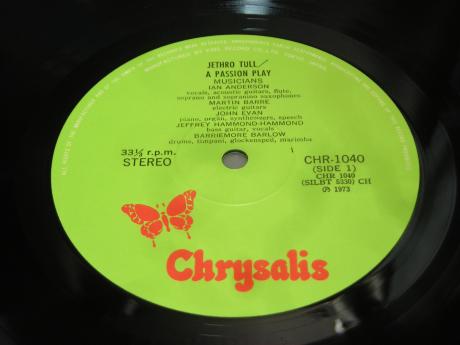 JETHRO TULL/
A PASSION PLAY
MUSICIANS
IAN ANDERSON
vocals, acoustic guitars, flute,
soprano and sopranino saxophones
MARTIN BARRE
electric guitars
JOHN EVAN
piano, organ, synthesizers, speech
JEFFREY HAMMOND-HAMMOND
bass guitar, vocals
BARRIEMORE BARLOW
drums, timpani, glockenspeil, marimba
33⅓ r.p.m.
STEREO
CHR-1040
(SIDE 1)
CHR 1040
(SILBT 5330) CH
Ⓟ 1973
Chrysalis